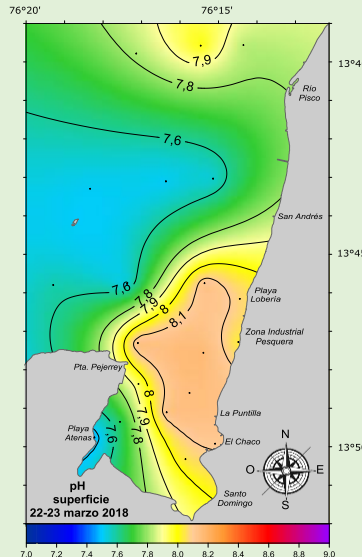 76°20' 76°15'
7,9
13°4
7,8
Río
Pisco
7,6
San Andrés
13°45
7,6
7,8
7,9
8
8,1
Playa
Lobería
Zona Industrial
Pesquera
Pta. Pejerrey
8
La Puntilla
7,9
Playa
Atenas
7,6
7,8
El Chaco
13°50
N
O E
S
pH
superficie
22-23 marzo 2018
Santo
Domingo
7.0 7.2 7.4 7.6 7.8 8.0 8.2 8.4 8.6 8.8 9.0